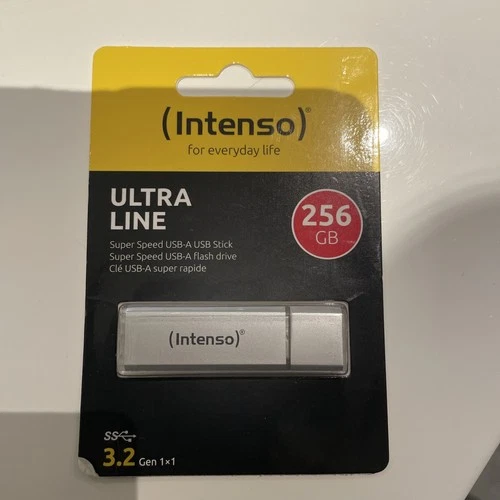 (Intenso)®
for everyday life
ULTRA
LINE
256
GB
Super Speed USB-A USB Stick
Super Speed USB-A flash drive
Clé USB-A super rapide
(Intenso)®
SS
3.2 Gen 1×1